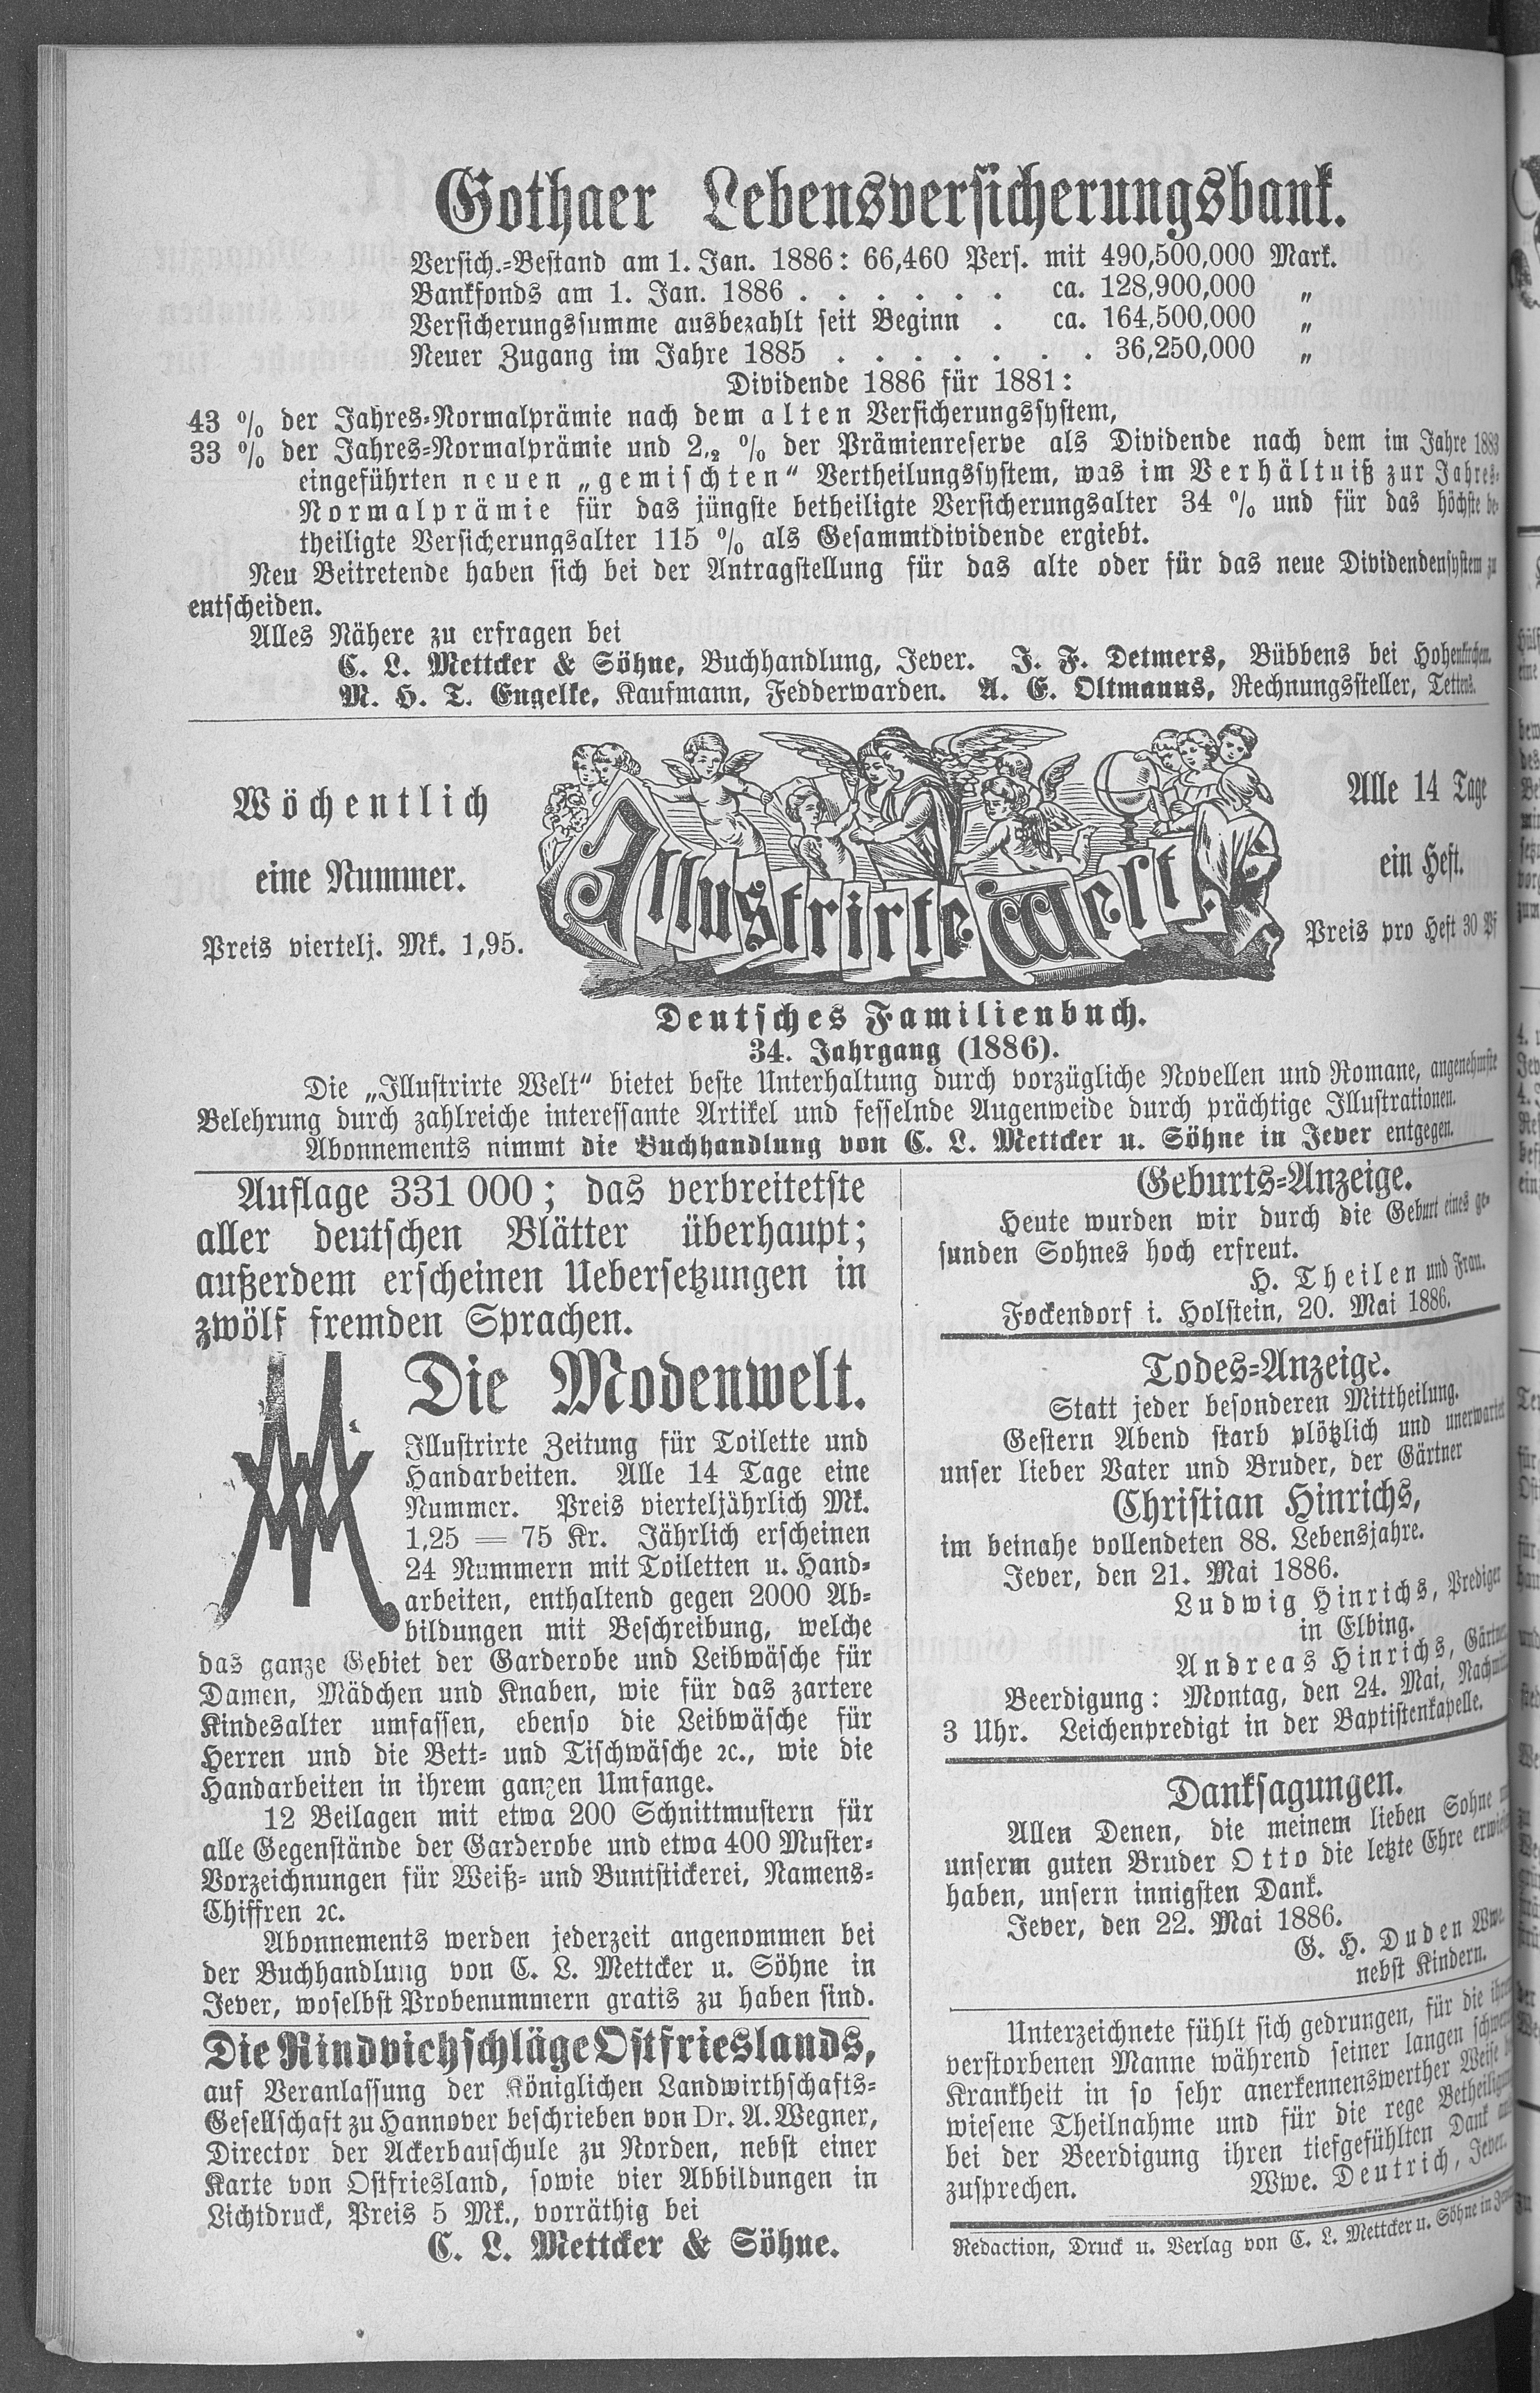 Gothaer Lebensversicherungsbank.
Versich.=Bestand am 1. Jan. 1886: 66,460 Pers. mit 490,500,000 Mark.
Bankfonds am 1. Jan. 1886 . . . . . . . ca. 128,900,000 „
Versicherungssumme ausbezahlt seit Beginn . ca. 164,500,000 „
Neuer Zugang im Jahre 1885 . . . . . . . 36,250,000 „
Dividende 1886 für 1881:
43 % der Jahres=Normalprämie nach dem alten Versicherungssystem,
33 % der Jahres=Normalprämie und 2,2 % der Prämienreserve als Dividende nach dem im Jahre 1883
eingeführten neuen „gemischten“ Vertheilungssystem, was im Verhältniß zur Jahres=
Normalprämie für das jüngste betheiligte Versicherungsalter 34 % und für das höchste be=
theiligte Versicherungsalter 115 % als Gesammtdividende ergiebt.
Neu Beitretende haben sich bei der Antragstellung für das alte oder für das neue Dividendensystem zu
entscheiden.
Alles Nähere zu erfragen bei
C. L. Mettcker & Söhne, Buchhandlung, Jever. J. F. Detmers, Bübbens bei Hohenkirchen.
M. H. T. Engelke, Kaufmann, Fedderwarden. A. E. Oltmanns, Rechnungssteller, Tettens.
Wöchentlich
eine Nummer.
Preis viertelj. Mk. 1,95.
Illustrirte Welt.
Alle 14 Tage
ein Heft.
Preis pro Heft 30 Pf
Deutsches Familienbuch.
34. Jahrgang (1886).
Die „Illustrirte Welt“ bietet beste Unterhaltung durch vorzügliche Novellen und Romane, angenehmste
Belehrung durch zahlreiche interessante Artikel und fesselnde Augenweide durch prächtige Illustrationen.
Abonnements nimmt die Buchhandlung von C. L. Mettcker u. Söhne in Jever entgegen.
Auflage 331 000; das verbreitetste
aller deutschen Blätter überhaupt;
außerdem erscheinen Uebersetzungen in
zwölf fremden Sprachen.
Die Modenwelt.
Illustrirte Zeitung für Toilette und
Handarbeiten. Alle 14 Tage eine
Nummer. Preis vierteljährlich Mk.
1,25 = 75 Kr. Jährlich erscheinen
24 Nummern mit Toiletten u. Hand=
arbeiten, enthaltend gegen 2000 Ab=
bildungen mit Beschreibung, welche
das ganze Gebiet der Garderobe und Leibwäsche für
Damen, Mädchen und Knaben, wie für das zartere
Kindesalter umfassen, ebenso die Leibwäsche für
Herren und die Bett= und Tischwäsche ꝛc., wie die
Handarbeiten in ihrem ganzen Umfange.
12 Beilagen mit etwa 200 Schnittmustern für
alle Gegenstände der Garderobe und etwa 400 Muster=
Vorzeichnungen für Weiß= und Buntstickerei, Namens=
Chiffren ꝛc.
Abonnements werden jederzeit angenommen bei
der Buchhandlung von C. L. Mettcker u. Söhne in
Jever, woselbst Probenummern gratis zu haben sind.
Die Rindviehschläge Ostfrieslands,
auf Veranlassung der Königlichen Landwirthschafts=
Gesellschaft zu Hannover beschrieben von Dr. A. Wegner,
Director der Ackerbauschule zu Norden, nebst einer
Karte von Ostfriesland, sowie vier Abbildungen in
Lichtdruck, Preis 5 Mk., vorräthig bei
C. L. Mettcker & Söhne.
Geburts=Anzeige.
Heute wurden wir durch die Geburt eines ge=
sunden Sohnes hoch erfreut.
H. Theilen und Frau.
Fockendorf i. Holstein, 20. Mai 1886.
Todes=Anzeige.
Statt jeder besonderen Mittheilung.
Gestern Abend starb plötzlich und unerwartet
unser lieber Vater und Bruder, der Gärtner
Christian Hinrichs,
im beinahe vollendeten 88. Lebensjahre.
Jever, den 21. Mai 1886.
Ludwig Hinrichs, Prediger
in Elbing.
Andreas Hinrichs, Gärtner.
Beerdigung: Montag, den 24. Mai,
3 Uhr. Leichenpredigt in der Baptistenkapelle.
Danksagungen.
Allen Denen, die meinem lieben Sohne
unserm guten Bruder Otto die letzte Ehre
haben, unsern innigsten Dank.
Jever, den 22. Mai 1886.
G. H. Duden Wwe.
nebst Kindern.
Unterzeichnete fühlt sich gedrungen, für die
verstorbenen Manne während seiner langen
Krankheit in so sehr anerkennenswerther Weise
wiesene Theilnahme und für die rege
bei der Beerdigung ihren tiefgefühlten Dank
zusprechen. Wwe. Deutrich, Jever.
Redaction, Druck u. Verlag von C. L. Mettcker u. Söhne in